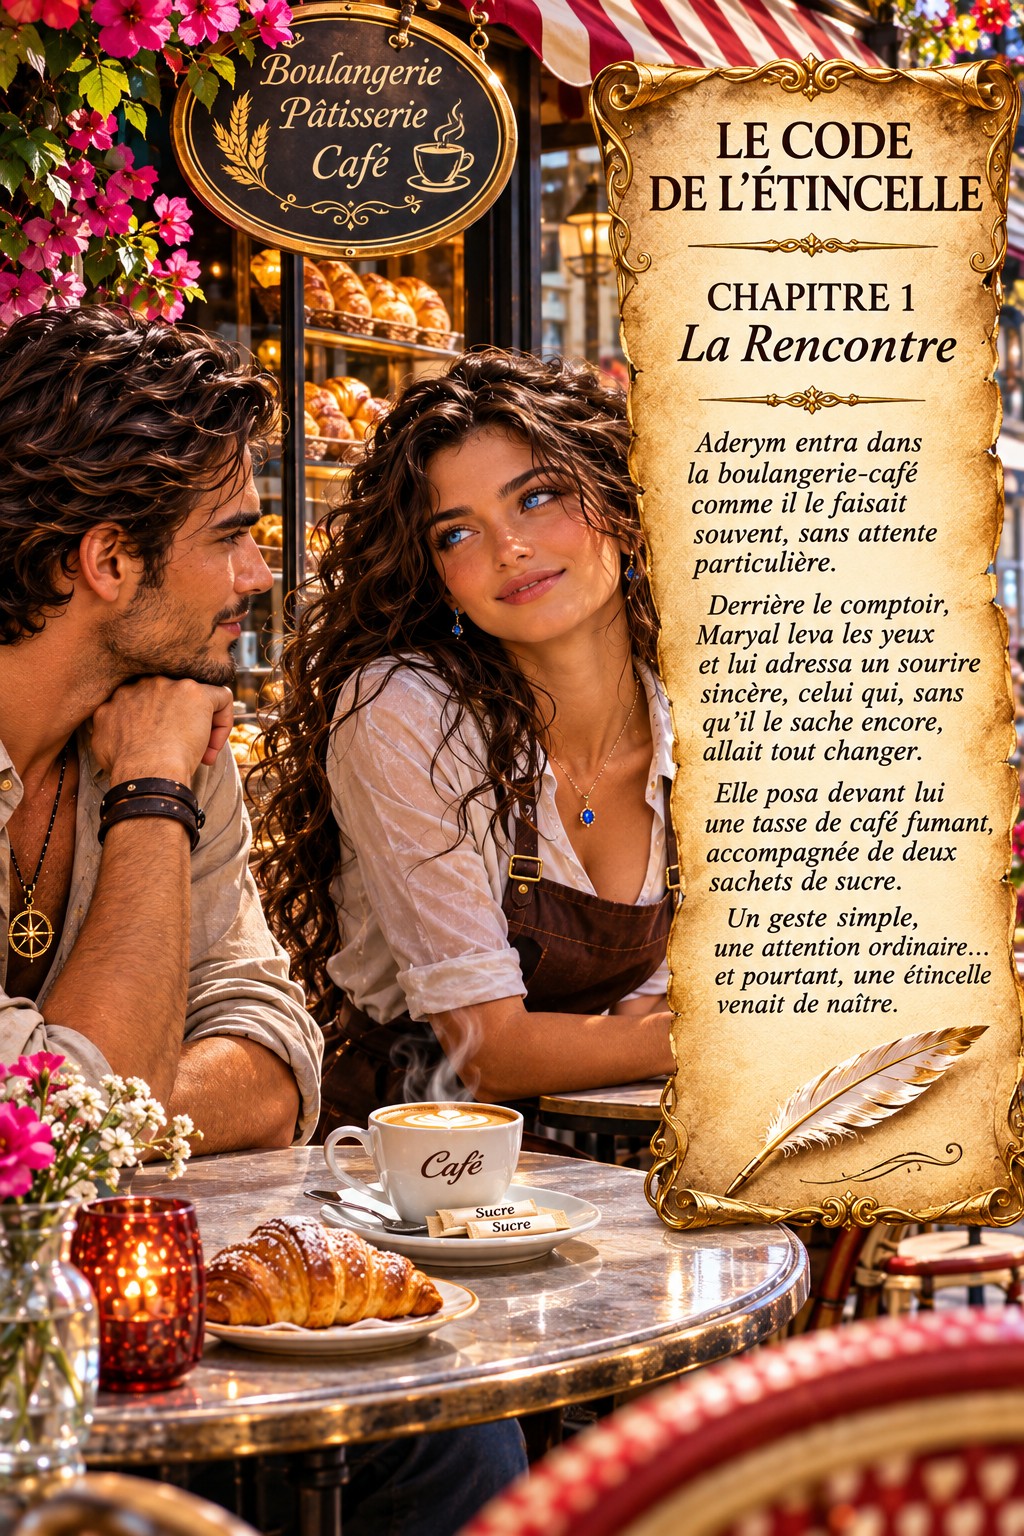 Boulangerie
Pâtisserie
Café
LE CODE
DE L'ÉTINCELLE
CHAPITRE 1
La Rencontre
Aderym entra dans
la boulangerie-café
comme il le faisait
souvent, sans attente
particulière.
Derrière le comptoir,
Maryal leva les yeux
et lui adressa un sourire
sincère, celui qui, sans
qu'il le sache encore,
allait tout changer.
Elle posa devant lui
une tasse de café fumant,
accompagnée de deux
sachets de sucre.
Un geste simple,
une attention ordinaire...
et pourtant, une étincelle
venait de naître.
Café
Sucre
Sucre